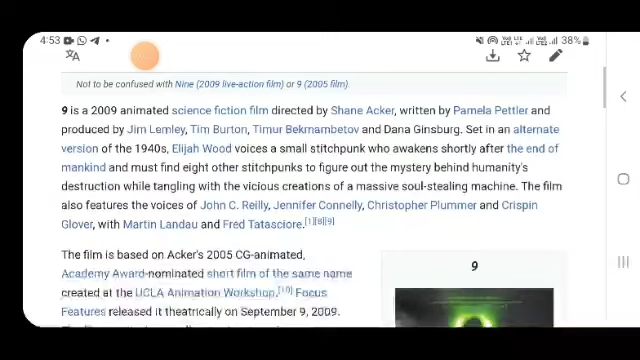 4:53 38%
Not to be confused with Nine (2009 live-action film) or 9 (2005 film).
9 is a 2009 animated science fiction film directed by Shane Acker, written by Pamela Pettler and
produced by Jim Lemley, Tim Burton, Timur Bekmambetov and Dana Ginsburg. Set in an alternate
version of the 1940s, Elijah Wood voices a small stitchpunk who awakens shortly after the end of
mankind and must find eight other stitchpunks to figure out the mystery behind humanity's
destruction while tangling with the vicious creations of a massive soul-stealing machine. The film
also features the voices of John C. Reilly, Jennifer Connelly, Christopher Plummer and Crispin
Glover, with Martin Landau and Fred Tatasciore.[1][8][9]
The film is based on Acker's 2005 CG-animated,
Academy Award-nominated short film of the same name
created at the UCLA Animation Workshop.[10] Focus
Features released it theatrically on September 9, 2009.
9